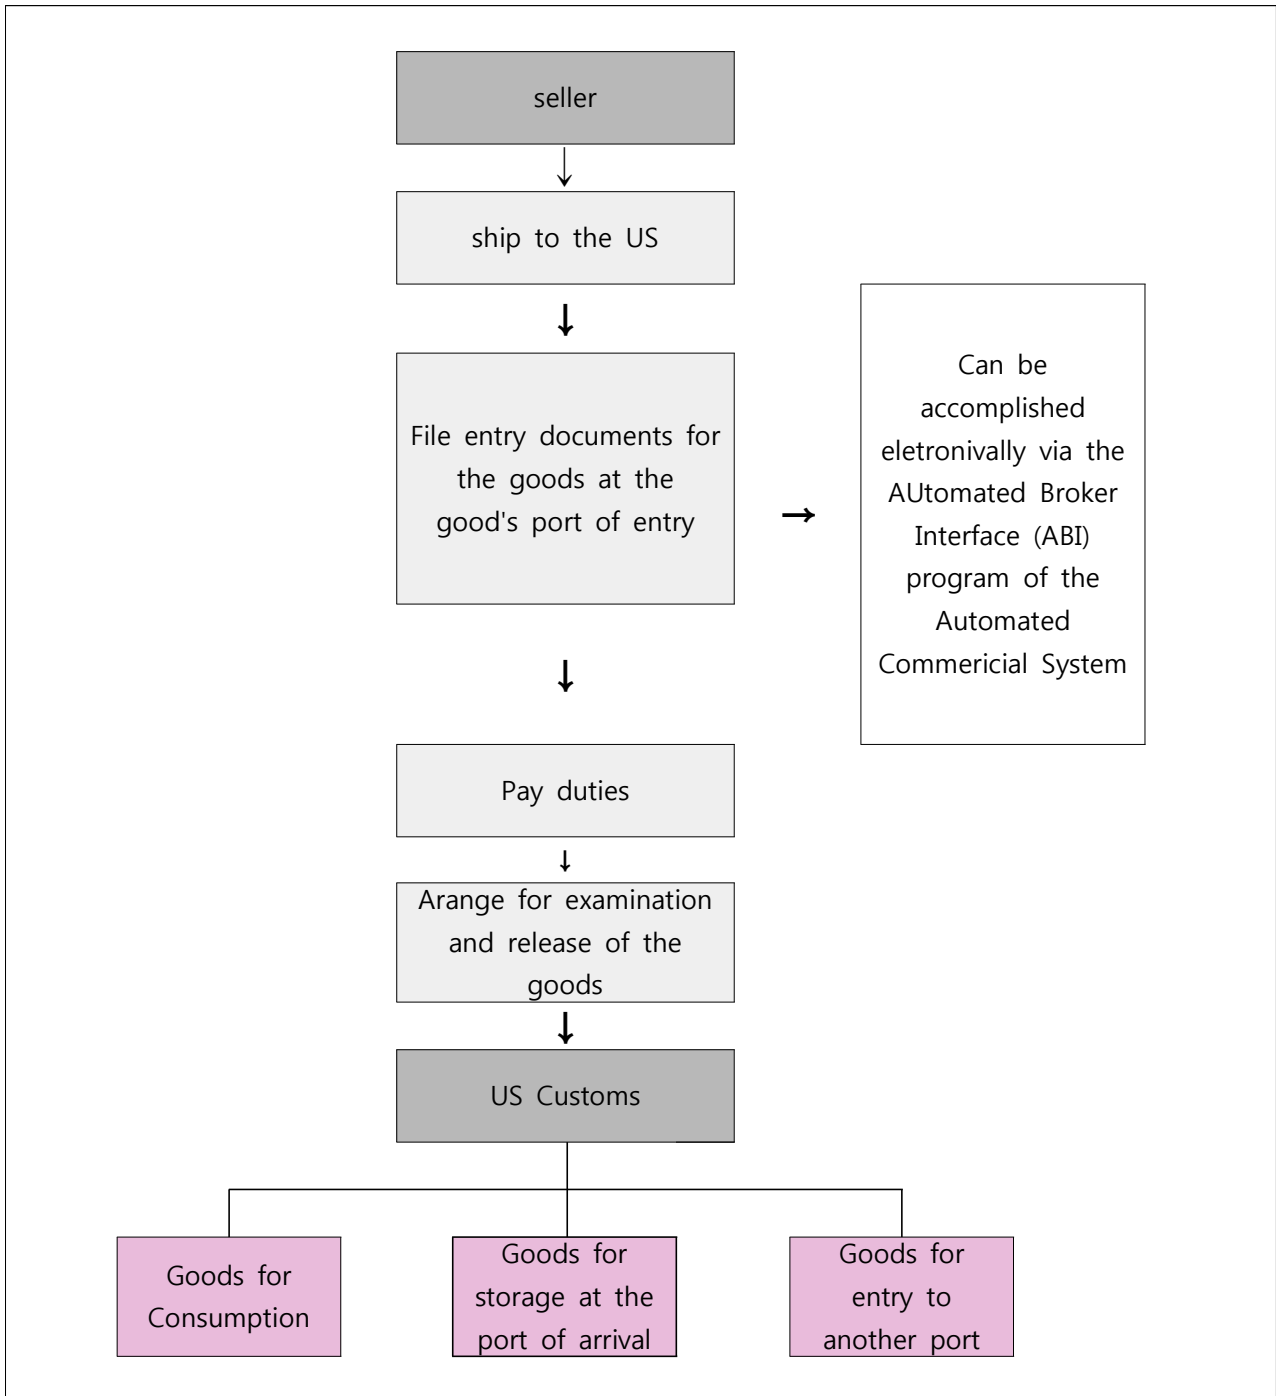 seller
ship to the US
File entry documents for
the goods at the
good's port of entry
Can be
accomplished
eletronivally via the
AUtomated Broker
Interface (ABI)
program of the
Automated
Commericial System
Pay duties
Arange for examination
and release of the
goods
US Customs
Goods for
Consumption
Goods for
storage at the
port of arrival
Goods for
entry to
another port